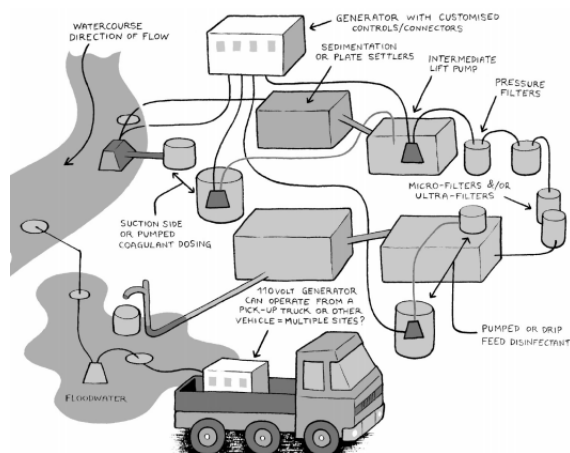 WATERCOURSE
DIRECTION OF FLOW
GENERATOR WITH CUSTOMISED
CONTROLS/CONNECTORS
SEDIMENTATION
OR PLATE SETTLERS
INTERMEDIATE
LIFT PUMP
PRESSURE
FILTERS
MICRO-FILTERS &/OR
ULTRA-FILTERS
SUCTION SIDE
OR PUMPED
COAGULANT DOSING
110 VOLT GENERATOR
CAN OPERATE FROM A
PICK-UP TRUCK OR OTHER
VEHICLE = MULTIPLE SITES?
PUMPED OR DRIP
FEED DISINFECTANT
FLOODWATER